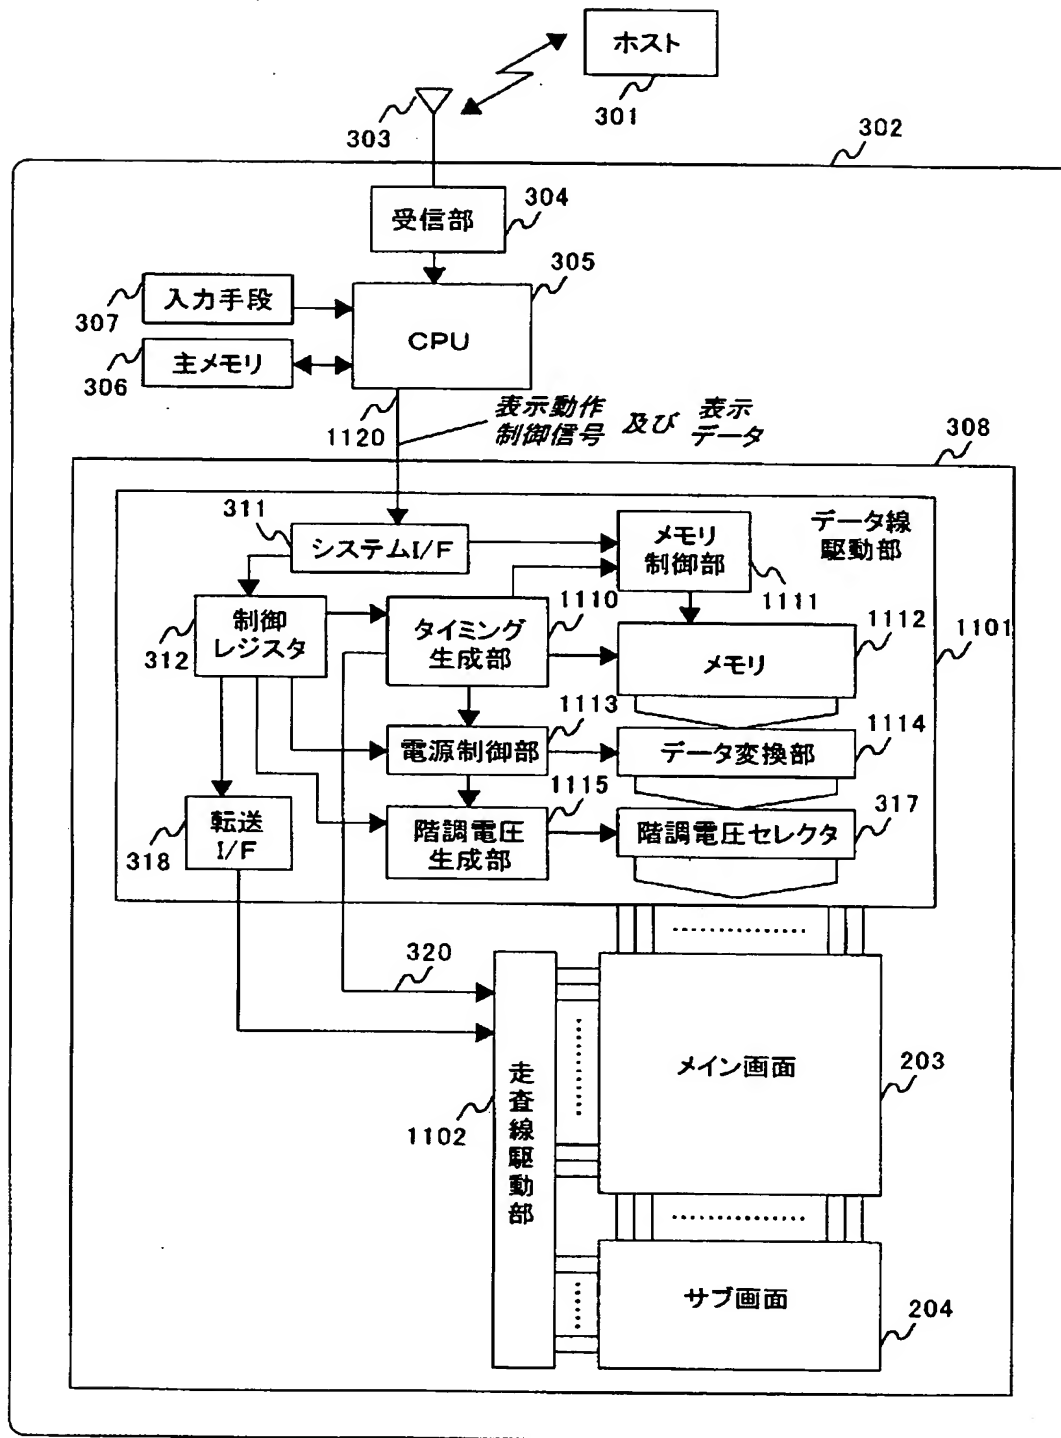 ホスト
301
303
302
受信部
304
305
入力手段
307
CPU
主メモリ
306
1120
表示動作
制御信号
及び
表示
データ
308
311
システムI/F
メモリ
制御部
データ線
駆動部
1111
制御
レジスタ
312
タイミング
生成部
1110
メモリ
1112
1101
電源制御部
1113
データ変換部
1114
転送
I/F
318
階調電圧
生成部
1115
階調電圧セレクタ
317
320
走査線駆動部
1102
メイン画面
203
サブ画面
204